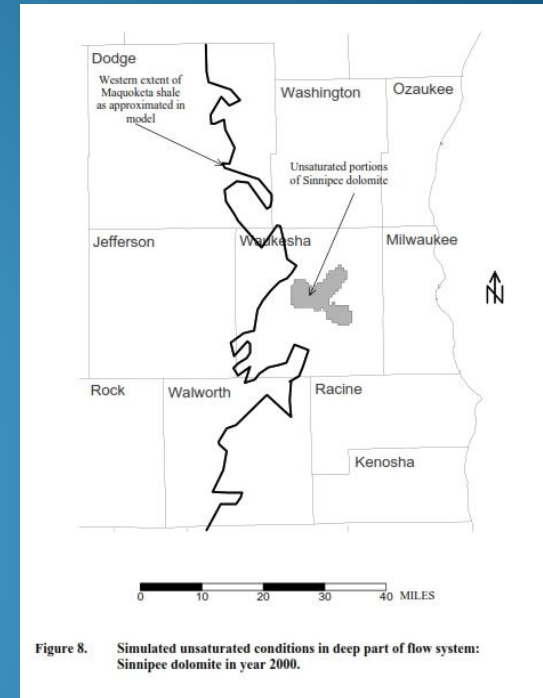 Dodge
Western extent of
Maquoketa shale
as approximated in
model
Washington
Ozaukee
Unsaturated portions
of Sinnipee dolomite
Jefferson
Waukesha
Milwaukee
N
Rock
Walworth
Racine
Kenosha
0 10 20 30 40 MILES
Figure 8. Simulated unsaturated conditions in deep part of flow system:
Sinnipee dolomite in year 2000.